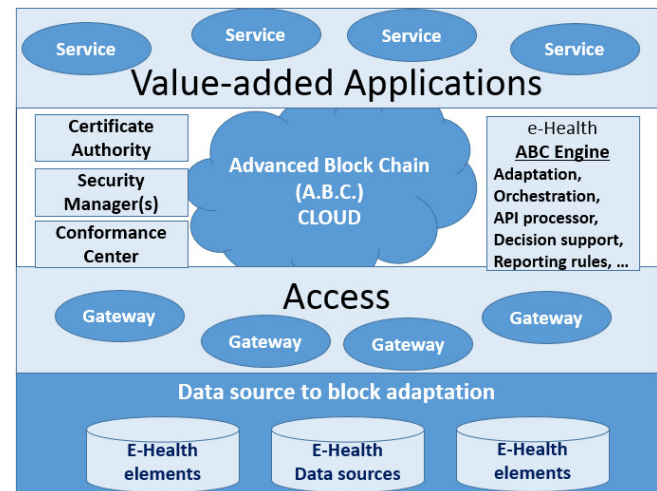 Service
Service
Service
Service
Value-added Applications
Certificate
Authority
Security
Manager(s)
Conformance
Center
Advanced Block Chain
(A.B.C.)
CLOUD
e-Health
ABC Engine
Adaptation,
Orchestration,
API processor,
Decision support,
Reporting rules, ...
Access
Gateway
Gateway
Gateway
Gateway
Data source to block adaptation
E-Health
elements
E-Health
Data sources
E-Health
elements